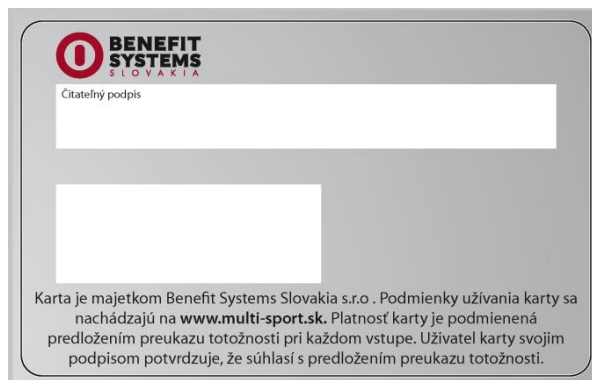 BENEFIT
SYSTEMS
SLOVAKIA
Čitateľný podpis
Karta je majetkom Benefit Systems Slovakia s.r.o . Podmienky užívania karty sa
nachádzajú na www.multi-sport.sk. Platnosť karty je podmienená
predložením preukazu totožnosti pri každom vstupe. Užívatel karty svojim
podpisom potvrdzuje, že súhlasí s predložením preukazu totožnosti.